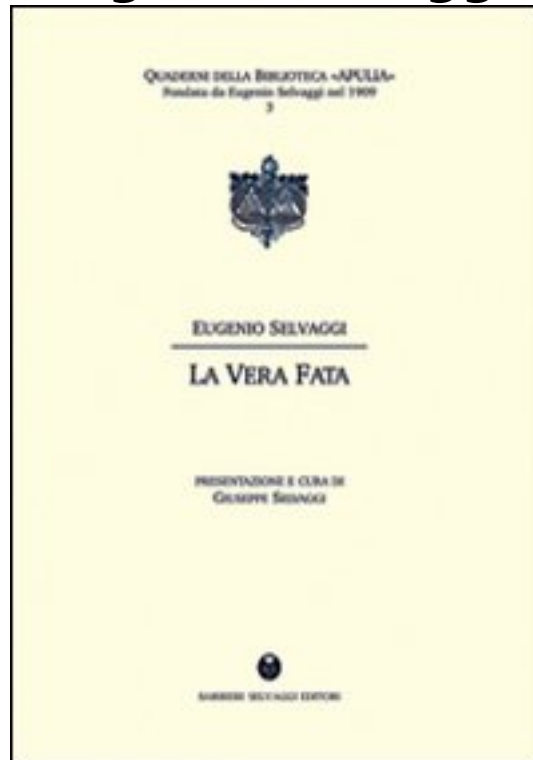 QUADERNI DELLA BIBLIOTECA «APULIA»
Fondata da Eugenio Selvaggi nel 1909
3
EUGENIO SELVAGGI
LA VERA FATA
PRESENTAZIONE E CURA DI
GIUSEPPE SELVAGGI
BARBIERI SELVAGGI EDITORI